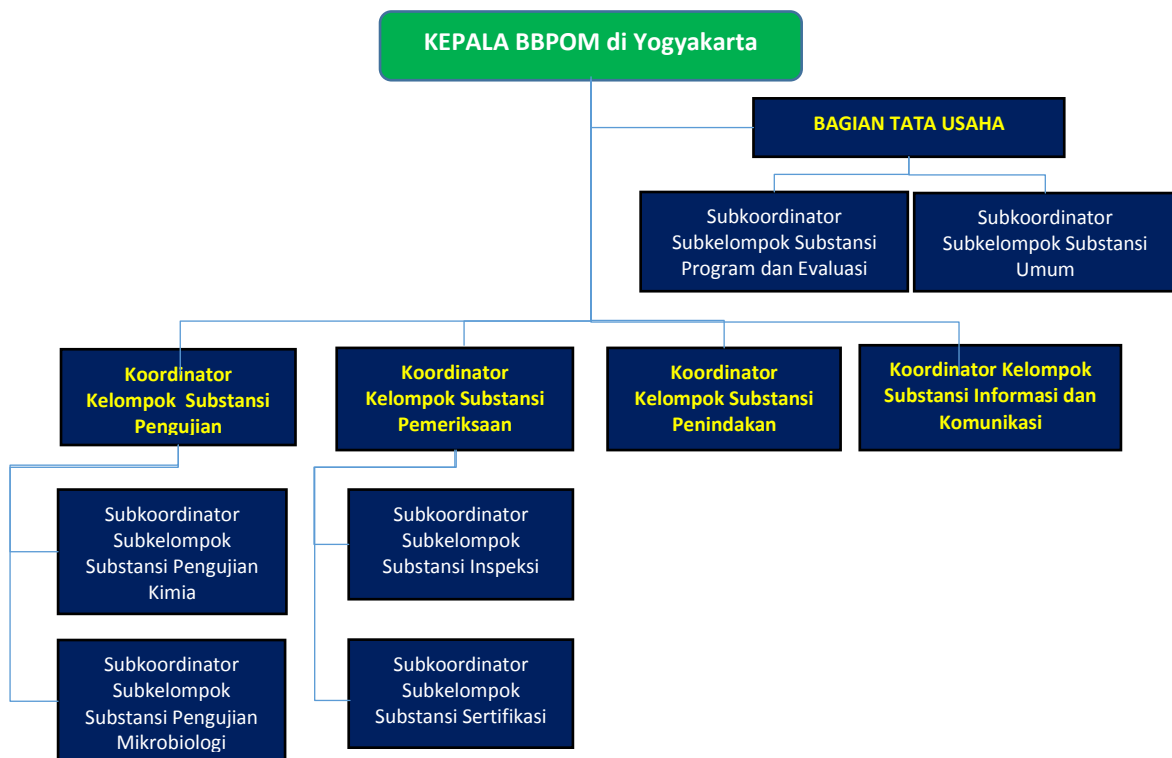 KEPALA BBPOM di Yogyakarta
BAGIAN TATA USAHA
Subkoordinator
Subkelompok Substansi
Program dan Evaluasi
Subkoordinator
Subkelompok Substansi
Umum
Koordinator
Kelompok Substansi
Pengujian
Koordinator
Kelompok Substansi
Pemeriksaan
Koordinator
Kelompok Substansi
Penindakan
Koordinator Kelompok
Substansi Informasi dan
Komunikasi
Subkoordinator
Subkelompok
Substansi Pengujian
Kimia
Subkoordinator
Subkelompok
Substansi Inspeksi
Subkoordinator
Subkelompok
Substansi Pengujian
Mikrobiologi
Subkoordinator
Subkelompok
Substansi Sertifikasi